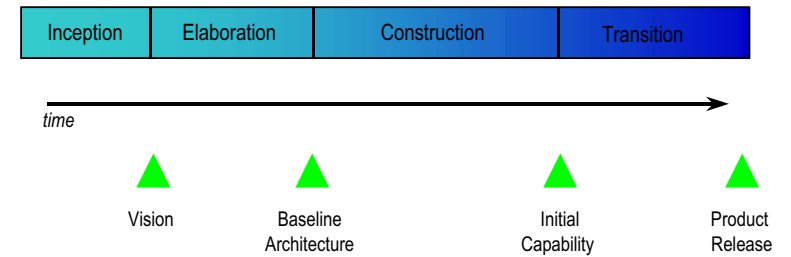 Inception Elaboration Construction Transition
time
Vision Baseline Initial Product
Architecture Capability Release